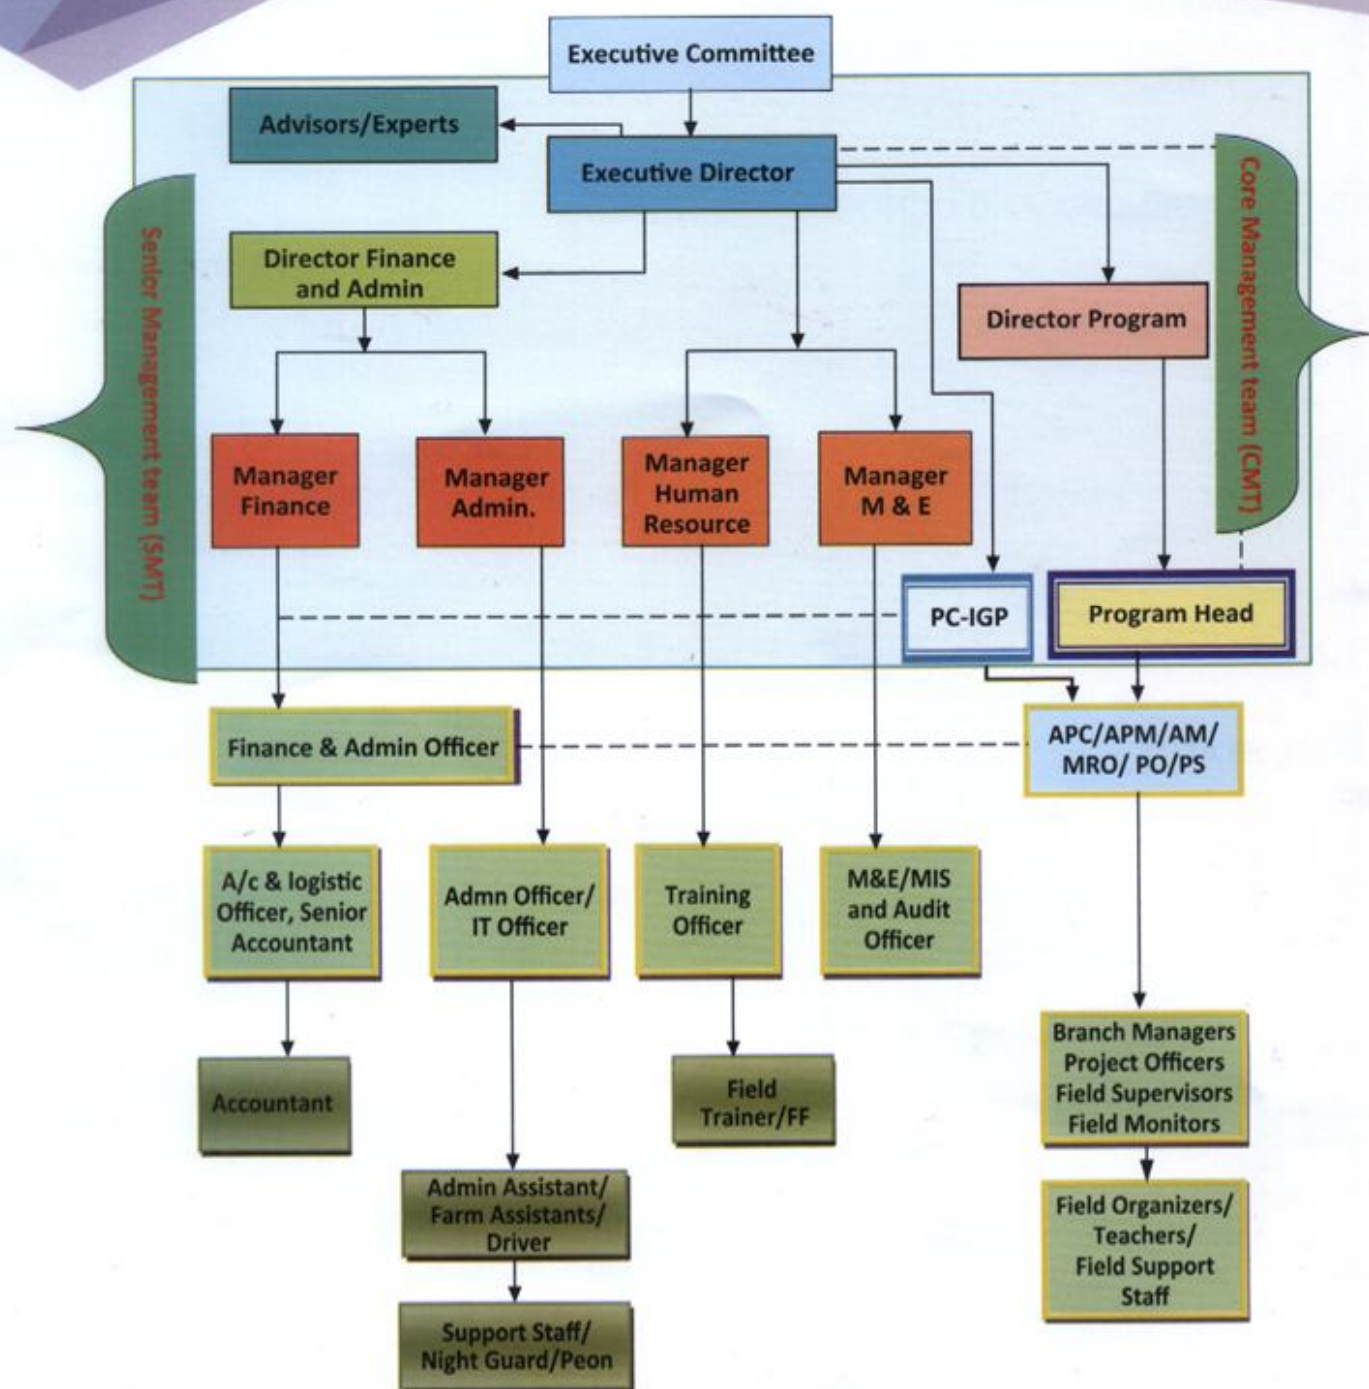 Executive Committee
Advisors/Experts
Executive Director
Core Management team (CMT)
Senior Management team (SMT)
Director Finance
and Admin
Director Program
Manager
Finance
Manager
Admin.
Manager
Human
Resource
Manager
M & E
PC-IGP
Program Head
Finance & Admin Officer
APC/APM/AM/
MRO/ PO/PS
A/c & logistic
Officer, Senior
Accountant
Admn Officer/
IT Officer
Training
Officer
M&E/MIS
and Audit
Officer
Branch Managers
Project Officers
Field Supervisors
Field Monitors
Accountant
Field
Trainer/FF
Admin Assistant/
Farm Assistants/
Driver
Field Organizers/
Teachers/
Field Support
Staff
Support Staff/
Night Guard/Peon